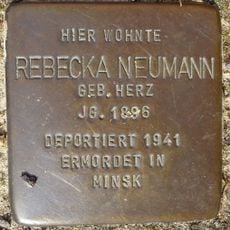 HIER WOHNTE
REBECKA NEUMANN
GEB. HERZ
JG. 1896
DEPORTIERT 1941
ERMORDET IN
MINSK